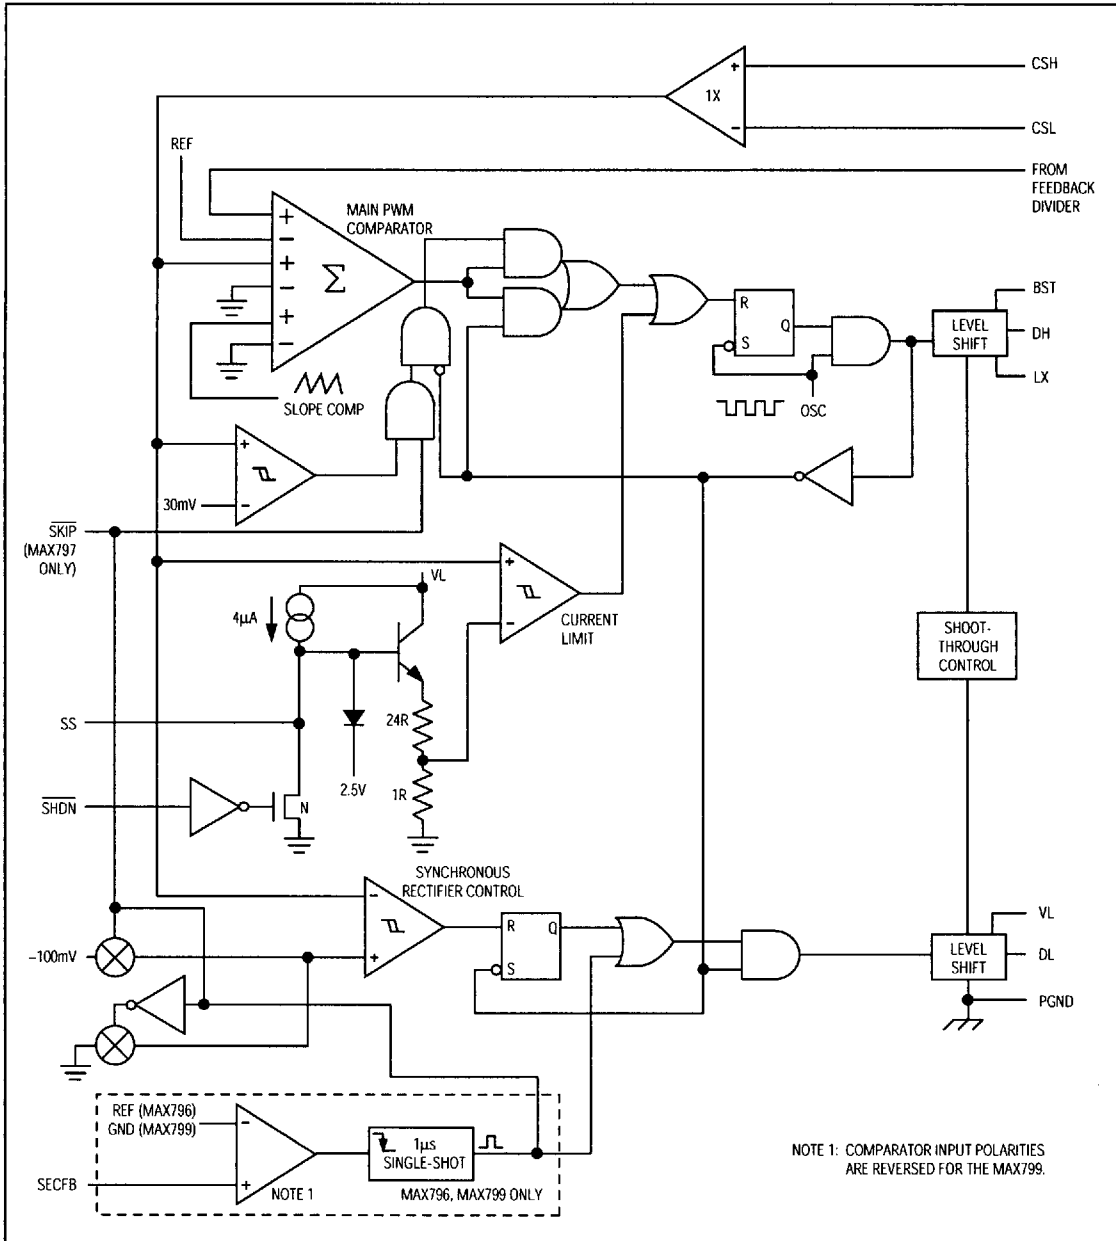 CSH
+
1X
−
CSL
REF
FROM
FEEDBACK
DIVIDER
MAIN PWM
COMPARATOR
+
−
+
−
+
−
Σ
SLOPE COMP
R
Q
S
OSC
BST
LEVEL
SHIFT
DH
LX
+
30mV
−
SKIP
(MAX797
ONLY)
VL
4µA
+
−
CURRENT
LIMIT
SHOOT-
THROUGH
CONTROL
SS
24R
2.5V
1R
SHDN
N
SYNCHRONOUS
RECTIFIER CONTROL
−
+
R
Q
S
VL
LEVEL
SHIFT
DL
PGND
–100mV
REF (MAX796)
GND (MAX799)
−
+
SECFB
NOTE 1
1µs
SINGLE-SHOT
MAX796, MAX799 ONLY
NOTE 1: COMPARATOR INPUT POLARITIES
ARE REVERSED FOR THE MAX799.